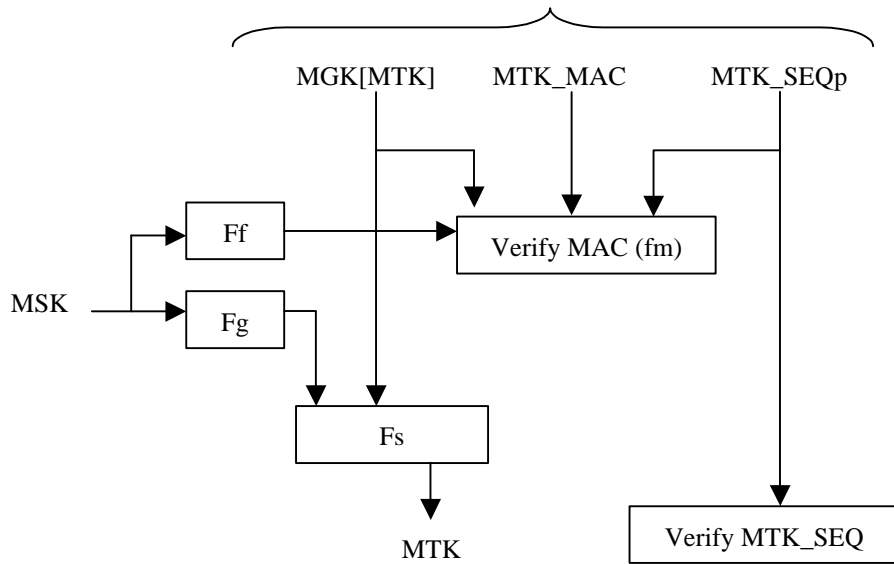 MGK[MTK]
MTK_MAC
MTK_SEQp
Ff
Verify MAC (fm)
MSK
Fg
Fs
MTK
Verify MTK_SEQ